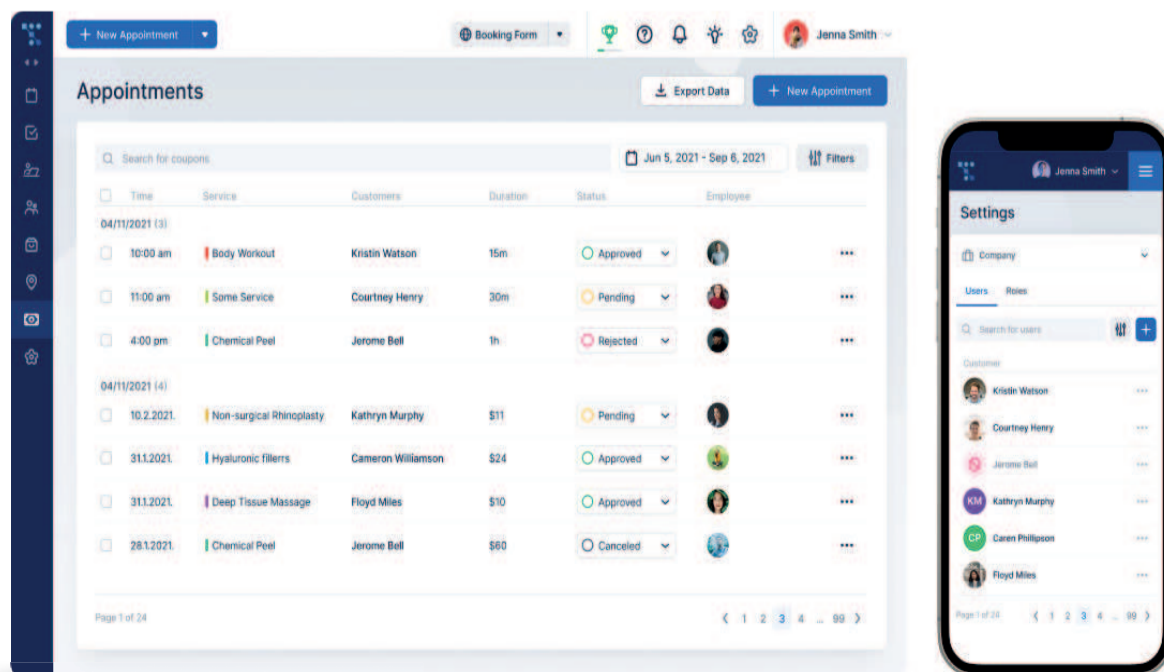 + New Appointment
Booking Form
Jenna Smith
Appointments
Export Data
+ New Appointment
Search for coupons
Jun 5, 2021 - Sep 6, 2021
Filters
Time Service Customers Duration Status Employee
04/11/2021 (3)
10:00 am Body Workout Kristin Watson 15m Approved
11:00 am Some Service Courtney Henry 30m Pending
4:00 pm Chemical Peel Jerome Bell 1h Rejected
04/11/2021 (4)
10.2.2021. Non-surgical Rhinoplasty Kathryn Murphy $11 Pending
31.1.2021. Hyaluronic fillerrs Cameron Williamson $24 Approved
31.1.2021. Deep Tissue Massage Floyd Miles $10 Approved
28.1.2021. Chemical Peel Jerome Bell $60 Canceled
Page 1 of 24
1 2 3 4 ... 99
Jenna Smith
Settings
Company
Users Roles
Search for users
Customer
Kristin Watson
Courtney Henry
Jerome Bell
KM Kathryn Murphy
CP Caren Phillipson
Floyd Miles
Page 1 of 24
1 2 3 4 ... 99